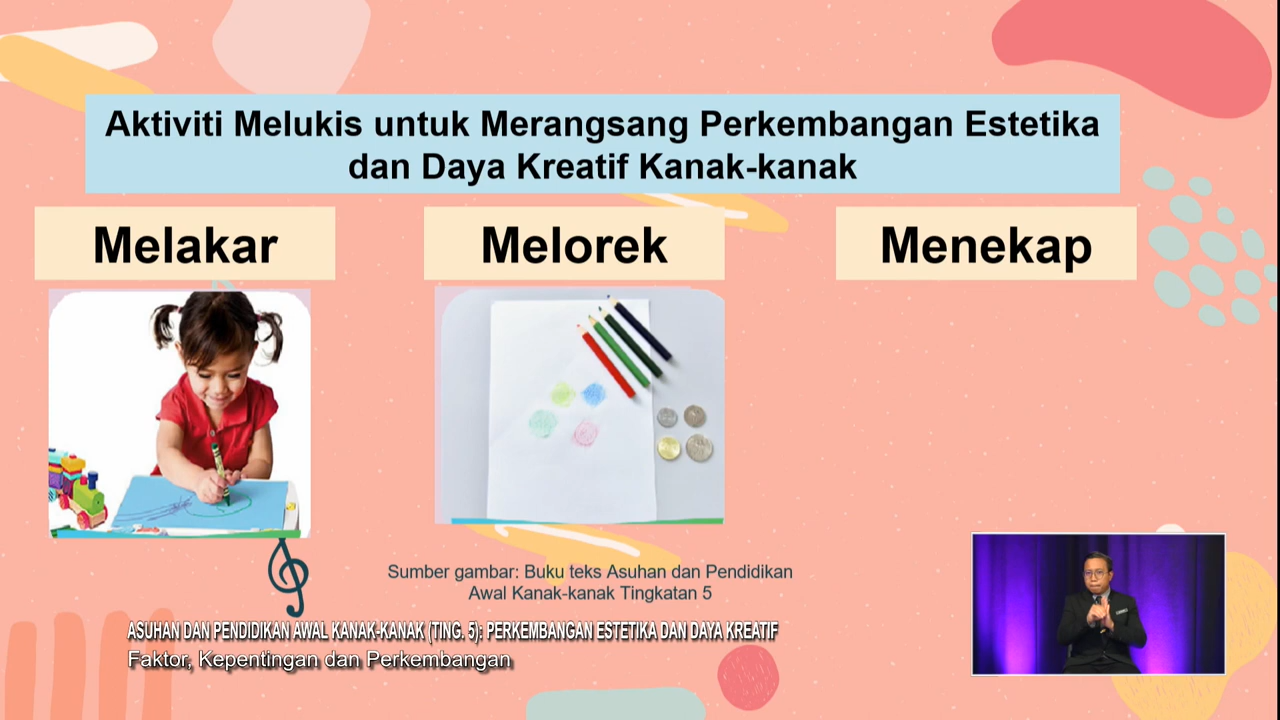 Aktiviti Melukis untuk Merangsang Perkembangan Estetika
dan Daya Kreatif Kanak-kanak
Melakar
Melorek
Menekap
Sumber gambar: Buku teks Asuhan dan Pendidikan
Awal Kanak-kanak Tingkatan 5
ASUHAN DAN PENDIDIKAN AWAL KANAK-KANAK (TING. 5): PERKEMBANGAN ESTETIKA DAN DAYA KREATIF
Faktor, Kepentingan dan Perkembangan